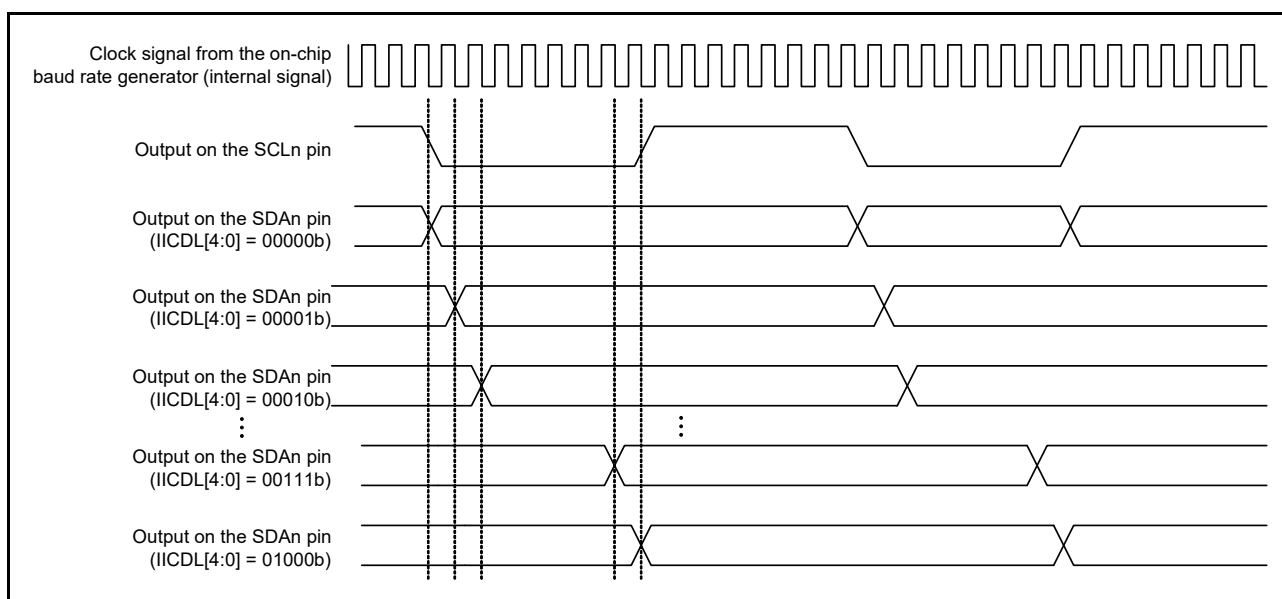 Clock signal from the on-chip
baud rate generator (internal signal)
Output on the SCLn pin
Output on the SDAn pin
(IICDL[4:0] = 00000b)
Output on the SDAn pin
(IICDL[4:0] = 00001b)
Output on the SDAn pin
(IICDL[4:0] = 00010b)
Output on the SDAn pin
(IICDL[4:0] = 00111b)
Output on the SDAn pin
(IICDL[4:0] = 01000b)